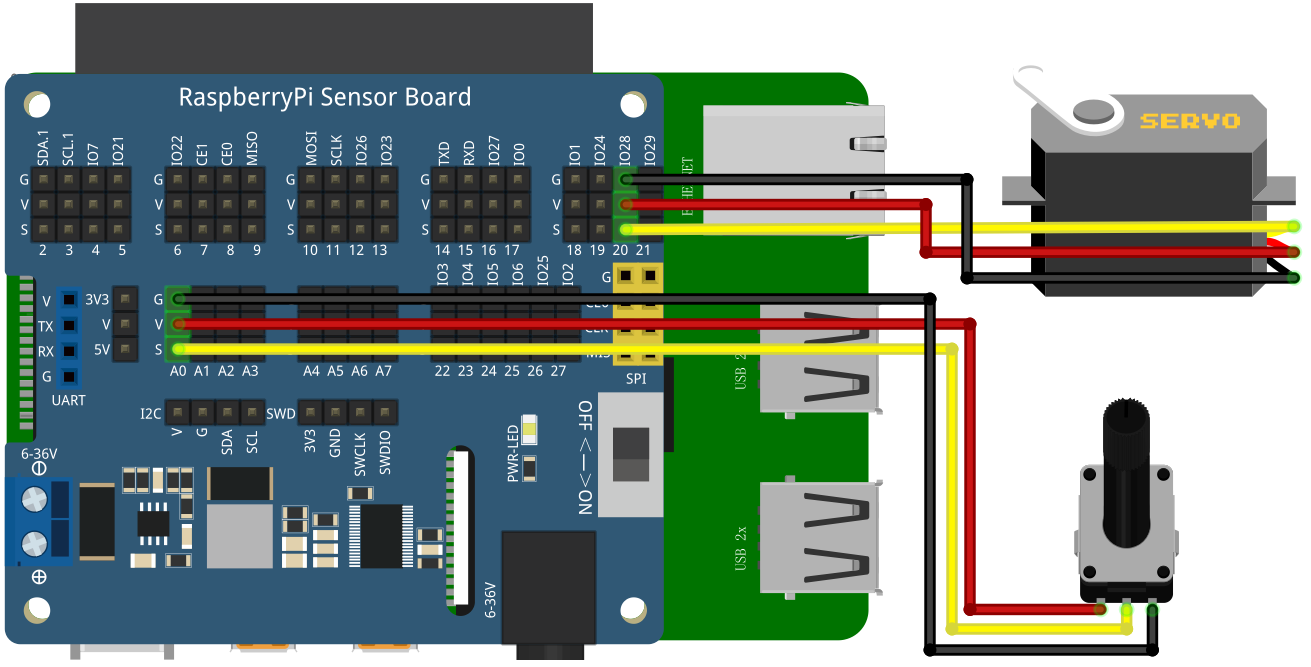 RaspberryPi Sensor Board
SDA.1 SCL.1 IO7 IO21 IO22 CE1 CE0 MISO MOSI SCLK IO26 IO23 TXD RXD IO27 IO0 IO1 IO24 IO28 IO29
SERVO
G G G G G
V V V V V
S S S S S
2 3 4 5 6 7 8 9 10 11 12 13 14 15 16 17 18 19 20 21
IO3 IO4 IO5 IO6 IO25 IO2
G
V 3V3 G
TX V V
RX 5V S
G
A0 A1 A2 A3 A4 A5 A6 A7 22 23 24 25 26 27
SPI
UART
USB 2
I2C SWD
V G SDA SCL 3V3 GND SWCLK SWDIO
OFF <—> ON
PWR-LED
6-36V
USB 2x
6-36V